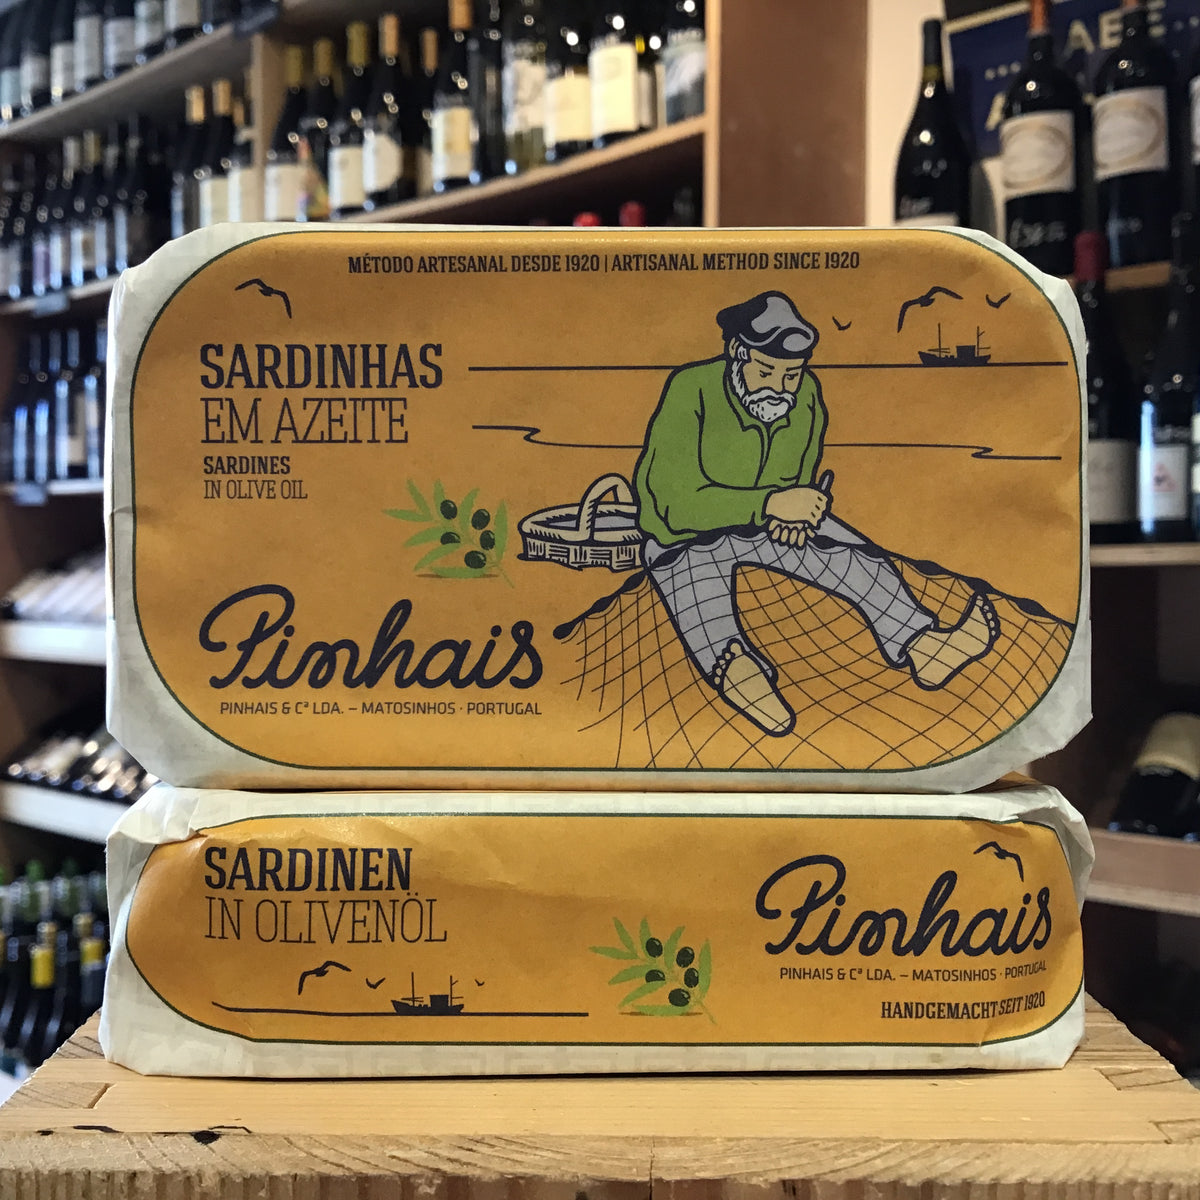 MÉTODO ARTESANAL DESDE 1920 | ARTISANAL METHOD SINCE 1920
SARDINHAS
EM AZEITE
SARDINES
IN OLIVE OIL
Pinhais
PINHAIS & Cª LDA. – MATOSINHOS · PORTUGAL
SARDINEN
IN OLIVENÖL
Pinhais
PINHAIS & Cª LDA. – MATOSINHOS · PORTUGAL
HANDGEMACHT SEIT 1920